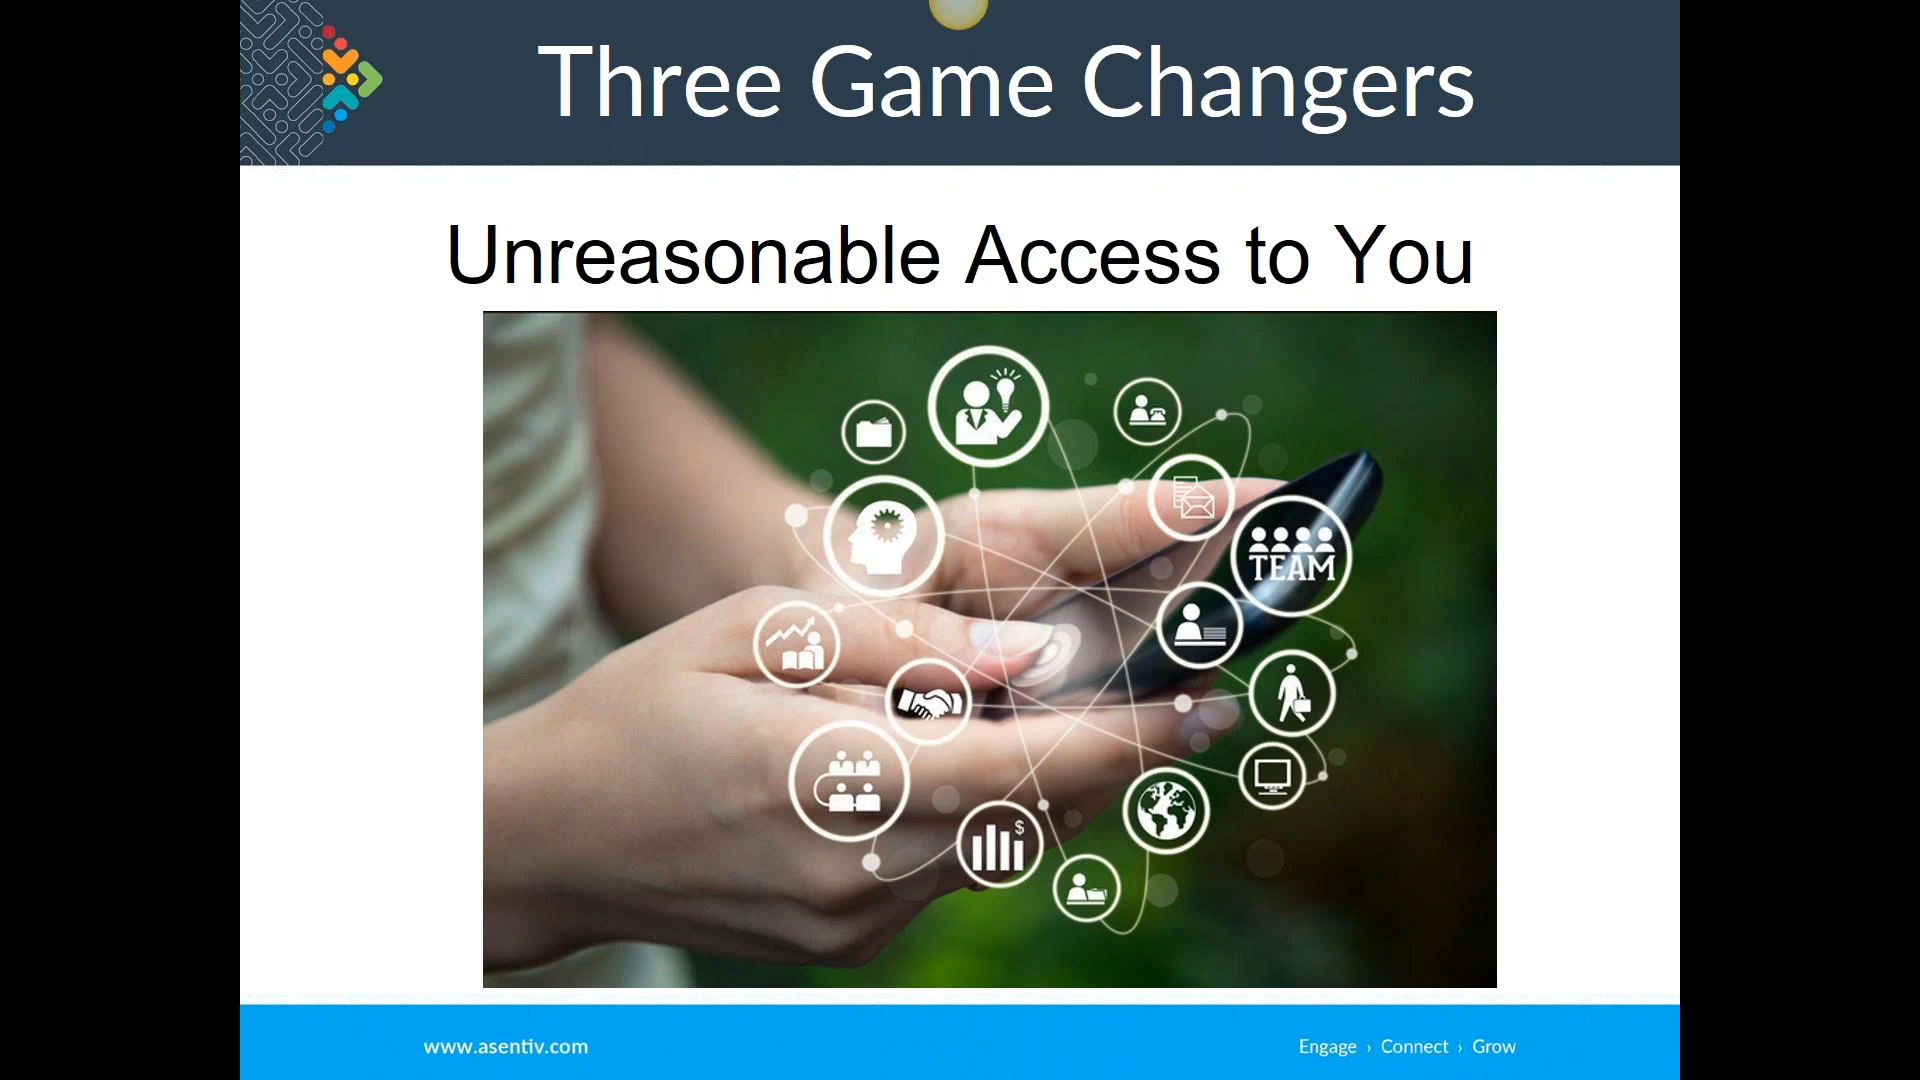 Three Game Changers
Unreasonable Access to You
TEAM
$
www.asentiv.com
Engage › Connect › Grow